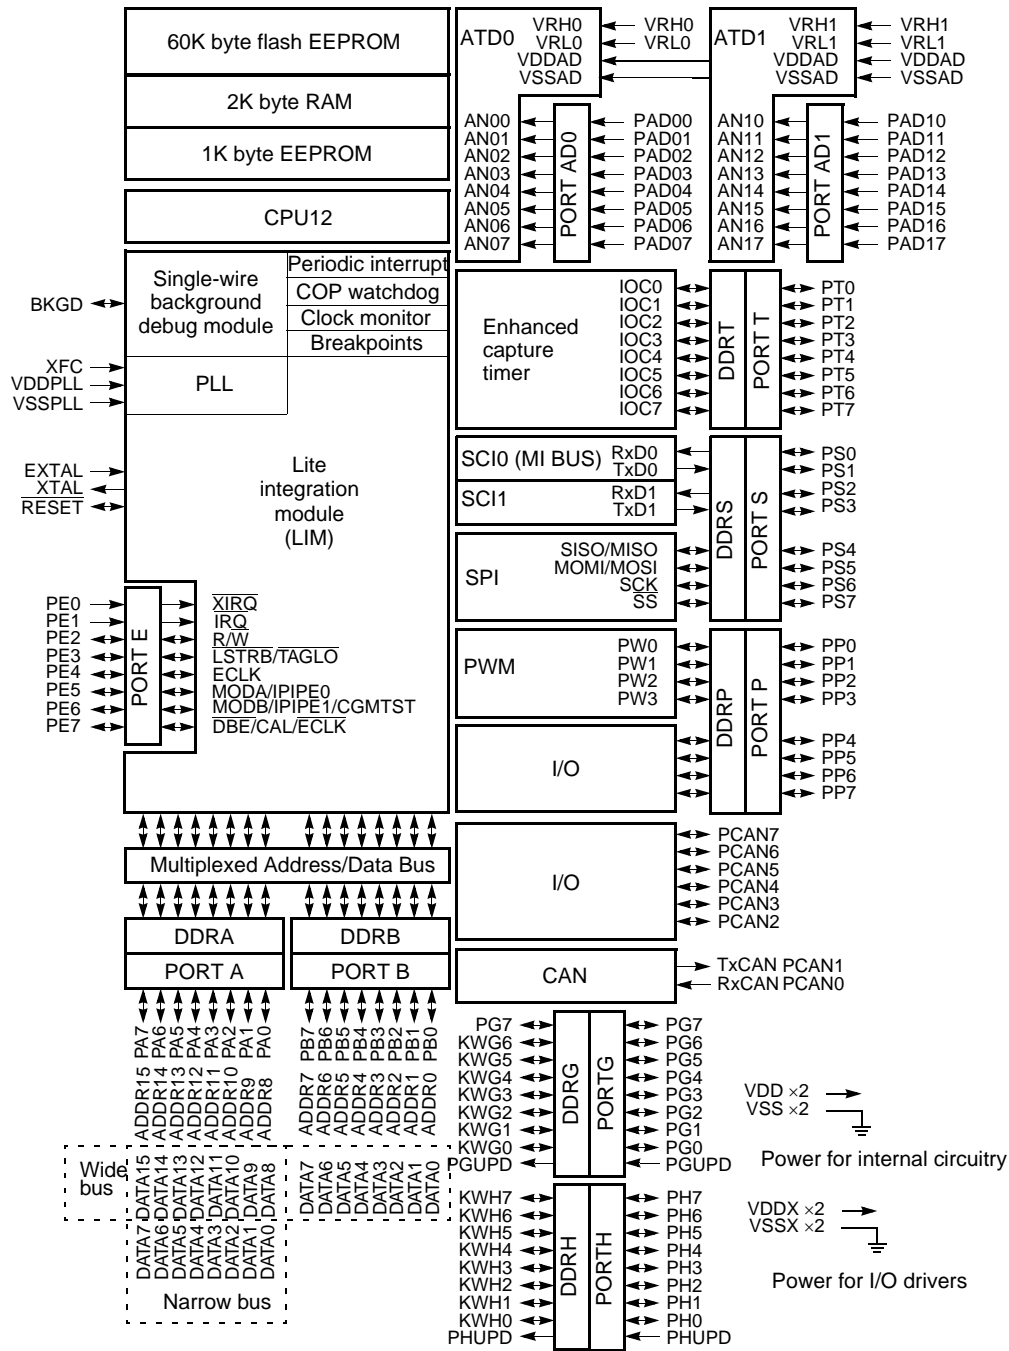 60K byte flash EEPROM
2K byte RAM
1K byte EEPROM
CPU12
Single-wire
background
debug module
Periodic interrupt
COP watchdog
Clock monitor
Breakpoints
PLL
BKGD
XFC
VDDPLL
VSSPLL
EXTAL
XTAL
RESET
Lite
integration
module
(LIM)
PE0
PE1
PE2
PE3
PE4
PE5
PE6
PE7
PORT E
XIRQ
IRQ
R/W
LSTRB/TAGLO
ECLK
MODA/IPIPE0
MODB/IPIPE1/CGMTST
DBE/CAL/ECLK
Multiplexed Address/Data Bus
DDRA
DDRB
PORT A
PORT B
PA7
PA6
PA5
PA4
PA3
PA2
PA1
PA0
PB7
PB6
PB5
PB4
PB3
PB2
PB1
PB0
ADDR15
ADDR14
ADDR13
ADDR12
ADDR11
ADDR10
ADDR9
ADDR8
ADDR7
ADDR6
ADDR5
ADDR4
ADDR3
ADDR2
ADDR1
ADDR0
Wide
bus
DATA15
DATA14
DATA13
DATA12
DATA11
DATA10
DATA9
DATA8
DATA7
DATA6
DATA5
DATA4
DATA3
DATA2
DATA1
DATA0
DATA7
DATA6
DATA5
DATA4
DATA3
DATA2
DATA1
DATA0
Narrow bus
ATD0
VRH0
VRL0
VDDAD
VSSAD
VRH0
VRL0
AN00
AN01
AN02
AN03
AN04
AN05
AN06
AN07
PORT AD0
PAD00
PAD01
PAD02
PAD03
PAD04
PAD05
PAD06
PAD07
ATD1
VRH1
VRL1
VDDAD
VSSAD
VRH1
VRL1
VDDAD
VSSAD
AN10
AN11
AN12
AN13
AN14
AN15
AN16
AN17
PORT AD1
PAD10
PAD11
PAD12
PAD13
PAD14
PAD15
PAD16
PAD17
Enhanced
capture
timer
IOC0
IOC1
IOC2
IOC3
IOC4
IOC5
IOC6
IOC7
DDRT
PORT T
PT0
PT1
PT2
PT3
PT4
PT5
PT6
PT7
SCI0 (MI BUS)
RxD0
TxD0
SCI1
RxD1
TxD1
SPI
SISO/MISO
MOMI/MOSI
SCK
SS
DDRS
PORT S
PS0
PS1
PS2
PS3
PS4
PS5
PS6
PS7
PWM
PW0
PW1
PW2
PW3
I/O
DDRP
PORT P
PP0
PP1
PP2
PP3
PP4
PP5
PP6
PP7
I/O
PCAN7
PCAN6
PCAN5
PCAN4
PCAN3
PCAN2
CAN
TxCAN PCAN1
RxCAN PCAN0
PG7
KWG6
KWG5
KWG4
KWG3
KWG2
KWG1
KWG0
PGUPD
DDRG
PORTG
PG7
PG6
PG5
PG4
PG3
PG2
PG1
PG0
PGUPD
KWH7
KWH6
KWH5
KWH4
KWH3
KWH2
KWH1
KWH0
PHUPD
DDRH
PORTH
PH7
PH6
PH5
PH4
PH3
PH2
PH1
PH0
PHUPD
VDD ×2
VSS ×2
Power for internal circuitry
VDDX ×2
VSSX ×2
Power for I/O drivers